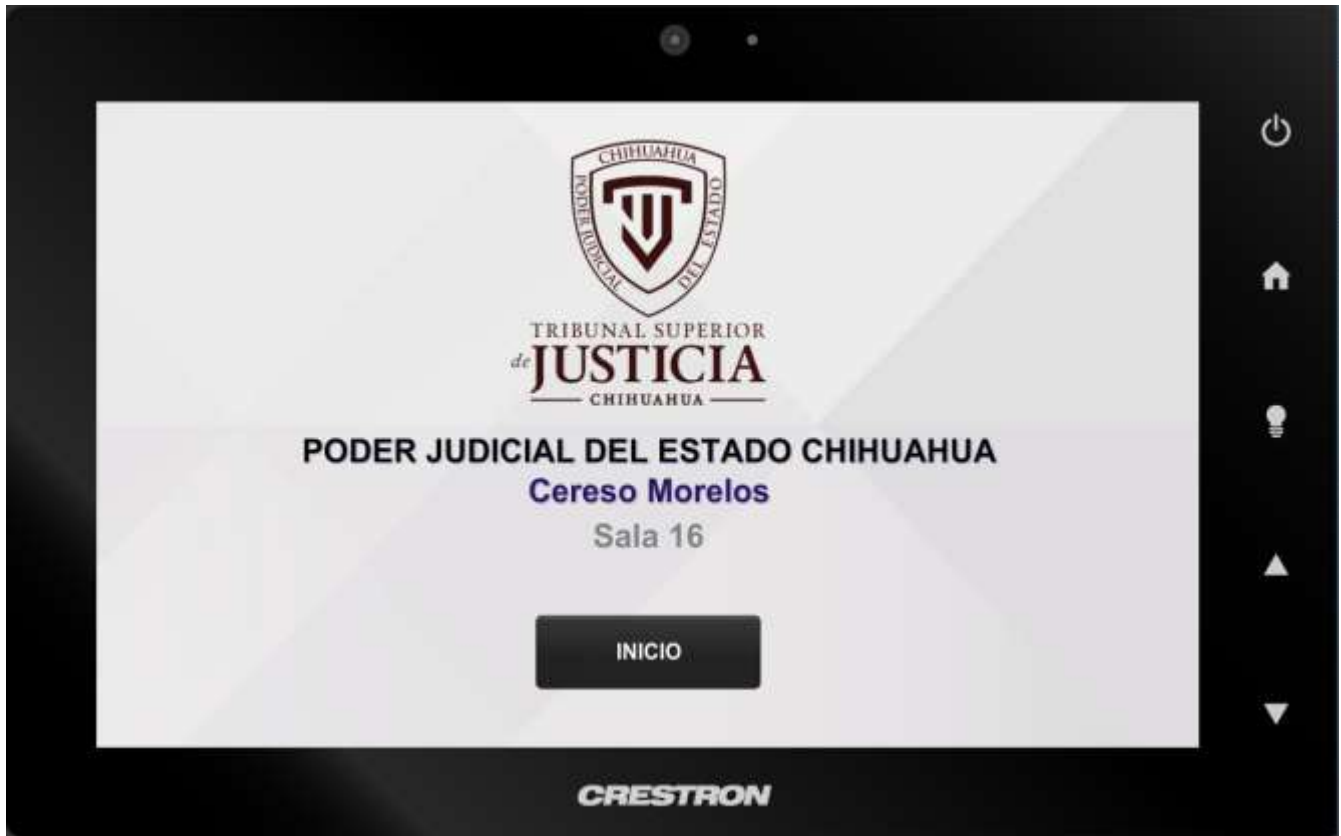 CHIHUAHUA
PODER JUDICIAL
DEL ESTADO
TRIBUNAL SUPERIOR
de JUSTICIA
CHIHUAHUA
PODER JUDICIAL DEL ESTADO CHIHUAHUA
Cereso Morelos
Sala 16
INICIO
CRESTRON